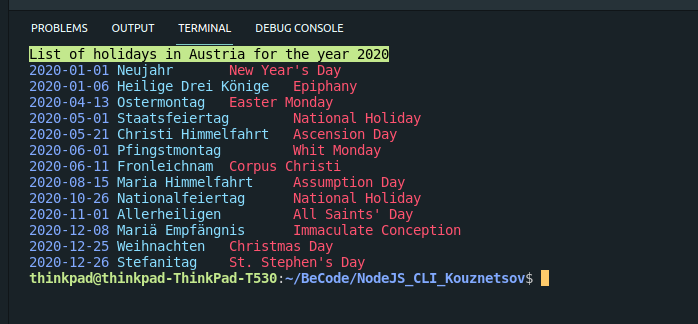 PROBLEMS OUTPUT TERMINAL DEBUG CONSOLE
List of holidays in Austria for the year 2020
2020-01-01 Neujahr New Year's Day
2020-01-06 Heilige Drei Könige Epiphany
2020-04-13 Ostermontag Easter Monday
2020-05-01 Staatsfeiertag National Holiday
2020-05-21 Christi Himmelfahrt Ascension Day
2020-06-01 Pfingstmontag Whit Monday
2020-06-11 Fronleichnam Corpus Christi
2020-08-15 Maria Himmelfahrt Assumption Day
2020-10-26 Nationalfeiertag National Holiday
2020-11-01 Allerheiligen All Saints' Day
2020-12-08 Mariä Empfängnis Immaculate Conception
2020-12-25 Weihnachten Christmas Day
2020-12-26 Stefanitag St. Stephen's Day
thinkpad@thinkpad-ThinkPad-T530:~/BeCode/NodeJS_CLI_Kouznetsov$